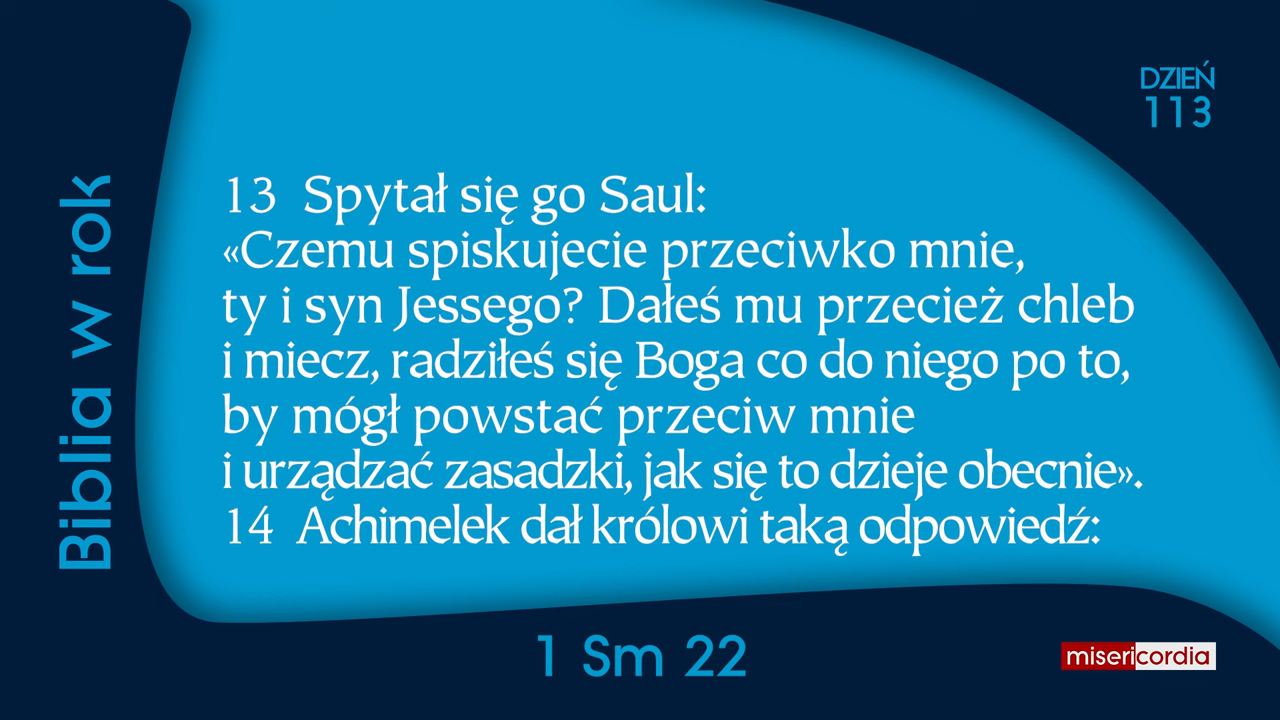 DZIEŃ
113
Biblia w rok
13 Spytał się go Saul:
«Czemu spiskujecie przeciwko mnie,
ty i syn Jessego? Dałeś mu przecież chleb
i miecz, radziłeś się Boga co do niego po to,
by mógł powstać przeciw mnie
i urządzać zasadzki, jak się to dzieje obecnie».
14 Achimelek dał królowi taką odpowiedź:
1 Sm 22
misericordia